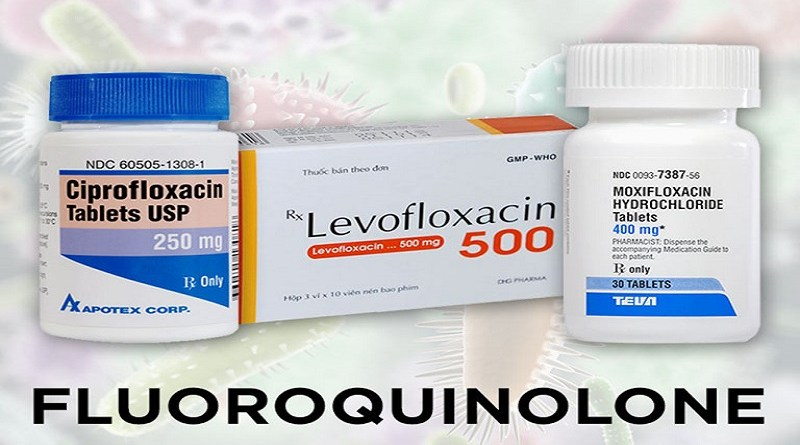 NDC 60505-1308-1
Ciprofloxacin
Tablets USP
250 mg
Rx Only
APOTEX CORP.
Thuốc bán theo đơn
GMP - WHO
Rx Levofloxacin
Levofloxacin ... 500 mg
500
DHG PHARMA
Hộp 3 vỉ x 10 viên nén bao phim
NDC 0093-7387-56
MOXIFLOXACIN
HYDROCHLORIDE
Tablets
400 mg*
PHARMACIST: Dispense the
accompanying Medication Guide to
each patient.
Rx only
30 TABLETS
TEVA
FLUOROQUINOLONE